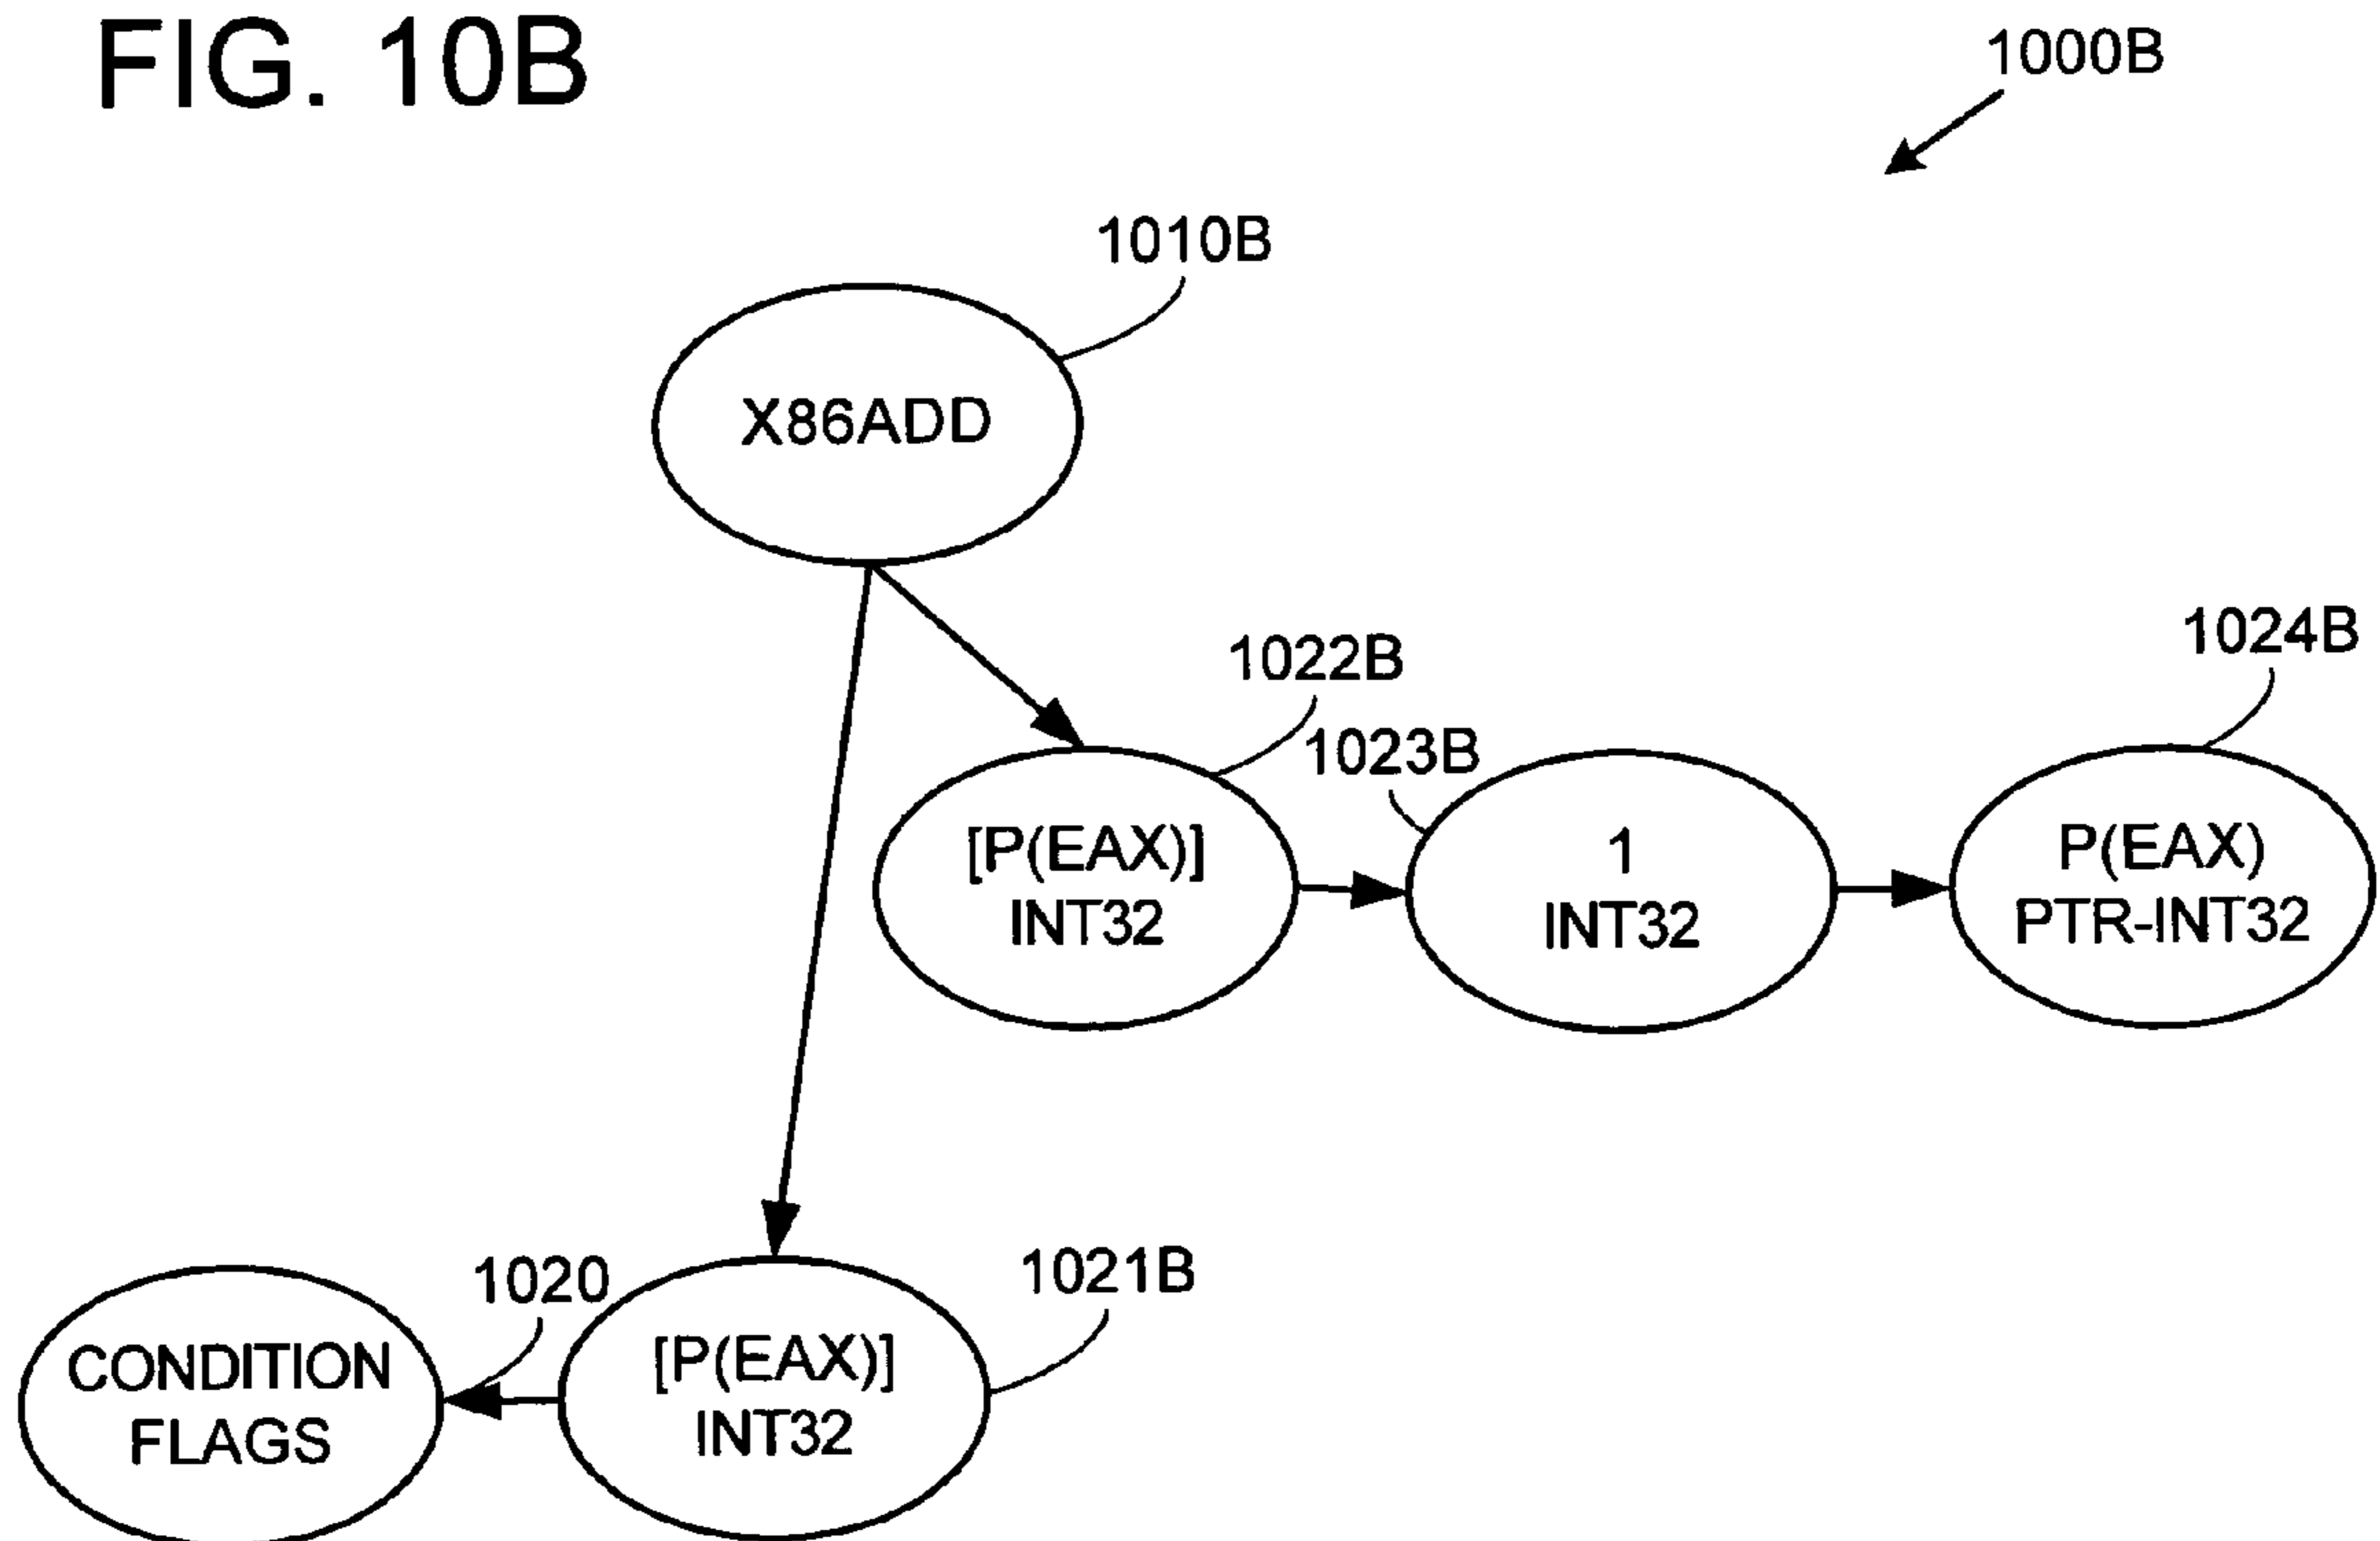 FIG. 10B
1000B
1010B
X86ADD
1022B
1023B
1024B
[P(EAX)]
INT32
1
INT32
P(EAX)
PTR-INT32
1020
1021B
CONDITION
FLAGS
[P(EAX)]
INT32